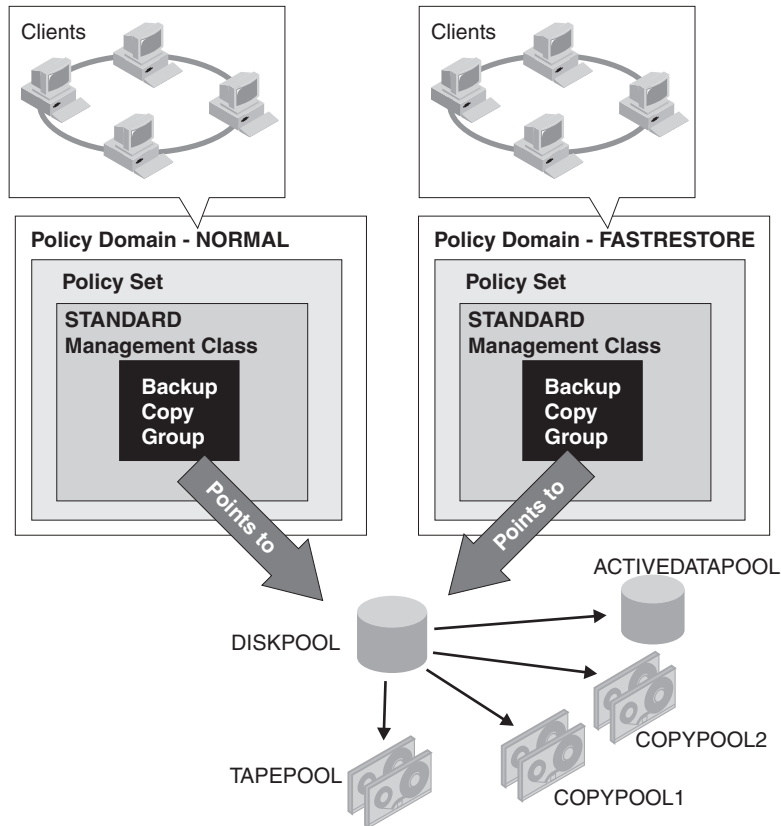 Clients
Clients
Policy Domain - NORMAL
Policy Set
STANDARD
Management Class
Backup
Copy
Group
Points to
Policy Domain - FASTRESTORE
Policy Set
STANDARD
Management Class
Backup
Copy
Group
Points to
ACTIVEDATAPOOL
DISKPOOL
COPYPOOL2
TAPEPOOL
COPYPOOL1